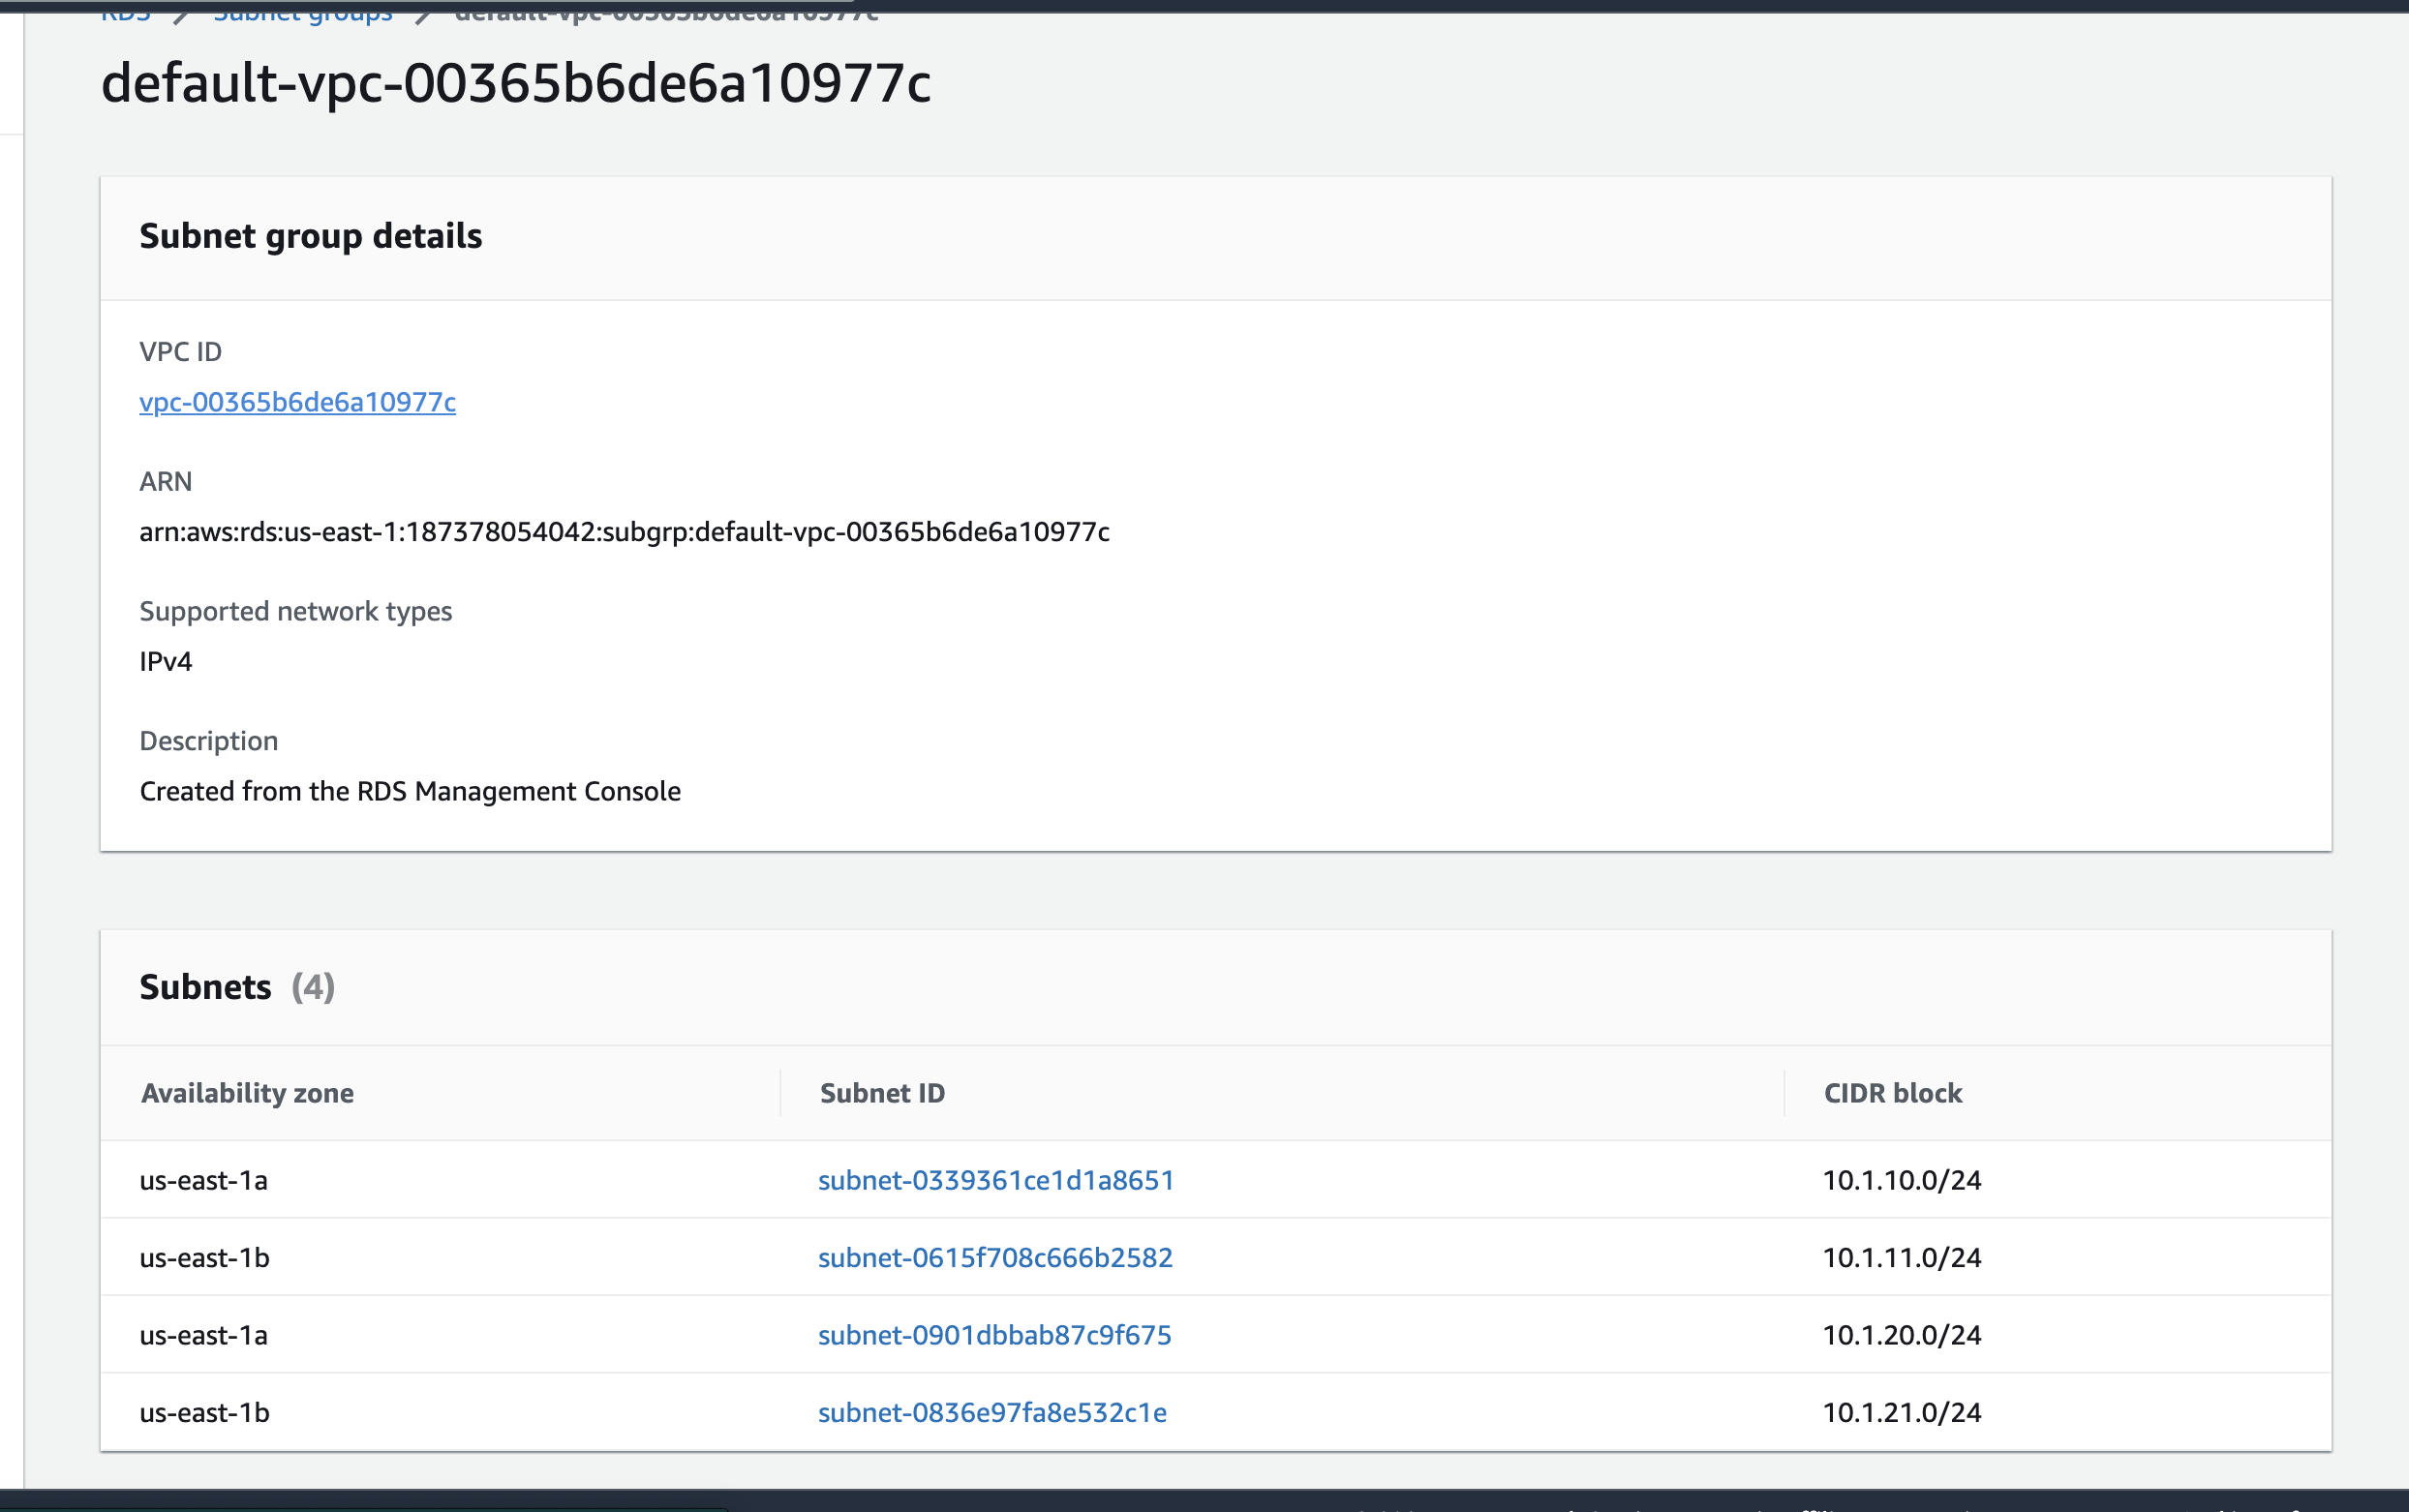 RDS
Subnet groups
default-vpc-00365b6de6a10977c
default-vpc-00365b6de6a10977c
Subnet group details
VPC ID
vpc-00365b6de6a10977c
ARN
arn:aws:rds:us-east-1:187378054042:subgrp:default-vpc-00365b6de6a10977c
Supported network types
IPv4
Description
Created from the RDS Management Console
Subnets (4)
Availability zone Subnet ID CIDR block
us-east-1a subnet-0339361ce1d1a8651 10.1.10.0/24
us-east-1b subnet-0615f708c666b2582 10.1.11.0/24
us-east-1a subnet-0901dbbab87c9f675 10.1.20.0/24
us-east-1b subnet-0836e97fa8e532c1e 10.1.21.0/24